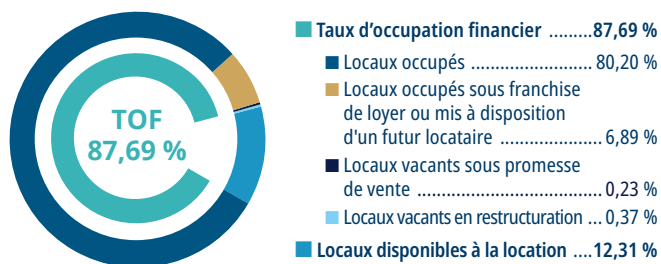 TOF
87,69 %
Taux d'occupation financier .........87,69 %
Locaux occupés ......................80,20 %
Locaux occupés sous franchise
de loyer ou mis à disposition
d'un futur locataire ..................6,89 %
Locaux vacants sous promesse
de vente .................................0,23 %
Locaux vacants en restructuration ...0,37 %
Locaux disponibles à la location ....12,31 %